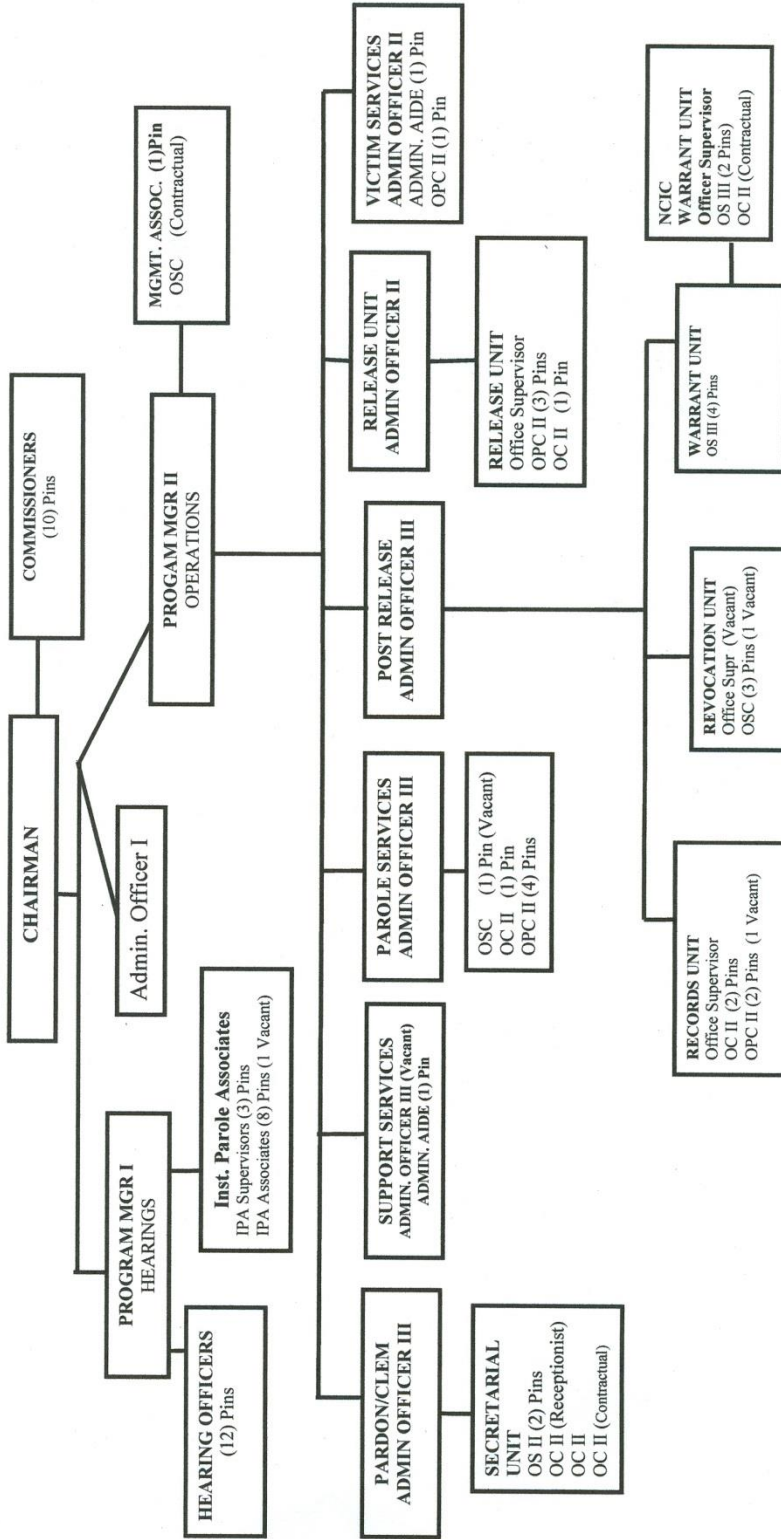 CHAIRMAN
COMMISSIONERS
(10) Pins
PROGRAM MGR I
HEARINGS
Admin. Officer I
PROGAM MGR II
OPERATIONS
MGMT. ASSOC. (1)Pin
OSC (Contractual)
HEARING OFFICERS
(12) Pins
Inst. Parole Associates
IPA Supervisors (3) Pins
IPA Associates (8) Pins (1 Vacant)
PARDON/CLEM
ADMIN OFFICER III
SUPPORT SERVICES
ADMIN. OFFICER III (Vacant)
ADMIN. AIDE (1) Pin
PAROLE SERVICES
ADMIN OFFICER III
POST RELEASE
ADMIN OFFICER III
RELEASE UNIT
ADMIN OFFICER II
VICTIM SERVICES
ADMIN OFFICER II
ADMIN. AIDE (1) Pin
OPC II (1) Pin
SECRETARIAL
UNIT
OS II (2) Pins
OC II (Receptionist)
OC II
OC II (Contractual)
OSC (1) Pin (Vacant)
OC II (1) Pin
OPC II (4) Pins
RELEASE UNIT
Office Supervisor
OPC II (3) Pins
OC II (1) Pin
RECORDS UNIT
Office Supervisor
OC II (2) Pins
OPC II (2) Pins (1 Vacant)
REVOCATION UNIT
Office Supr (Vacant)
OSC (3) Pins (1 Vacant)
WARRANT UNIT
OS III (4) Pins
NCIC
WARRANT UNIT
Officer Supervisor
OS III (2 Pins)
OC II (Contractual)